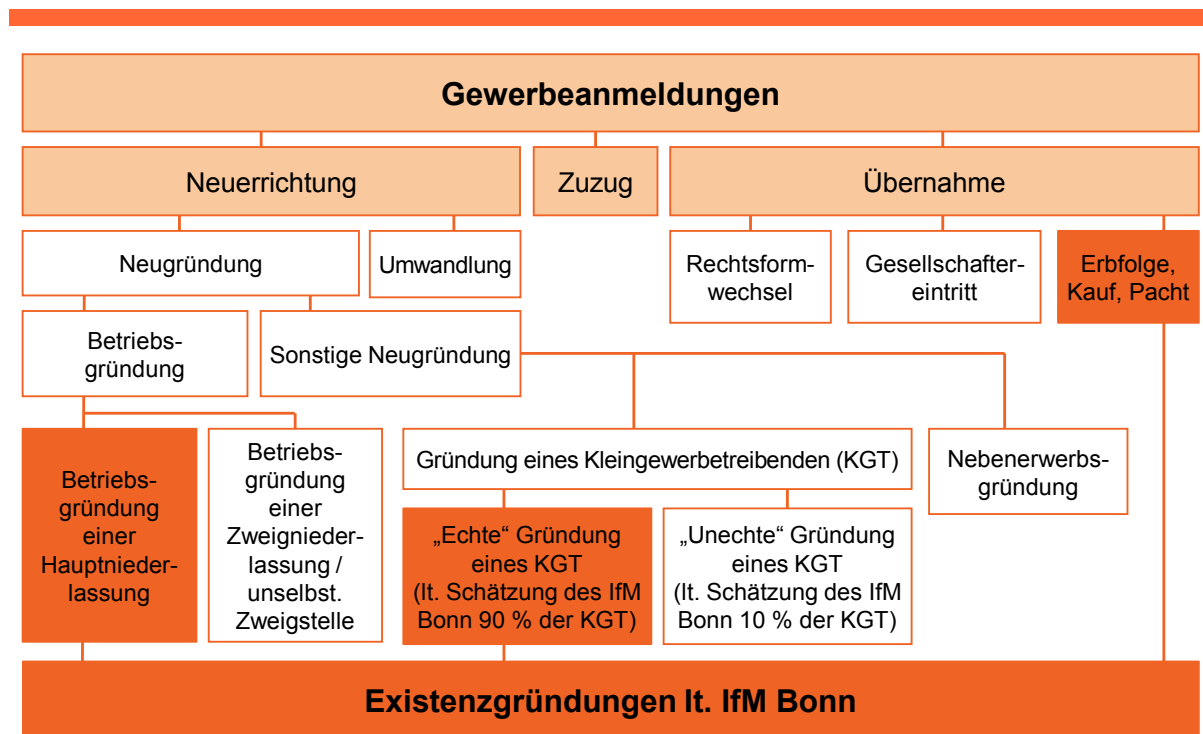 Gewerbeanmeldungen
Neuerrichtung
Zuzug
Übernahme
Neugründung
Umwandlung
Rechtsform-
wechsel
Gesellschafter-
eintritt
Erbfolge,
Kauf, Pacht
Betriebs-
gründung
Sonstige Neugründung
Betriebs-
gründung
einer
Hauptnieder-
lassung
Betriebs-
gründung
einer
Zweignieder-
lassung /
unselbst.
Zweigstelle
Gründung eines Kleingewerbetreibenden (KGT)
Nebenerwerbs-
gründung
„Echte“ Gründung
eines KGT
(lt. Schätzung des IfM
Bonn 90 % der KGT)
„Unechte“ Gründung
eines KGT
(lt. Schätzung des IfM
Bonn 10 % der KGT)
Existenzgründungen lt. IfM Bonn